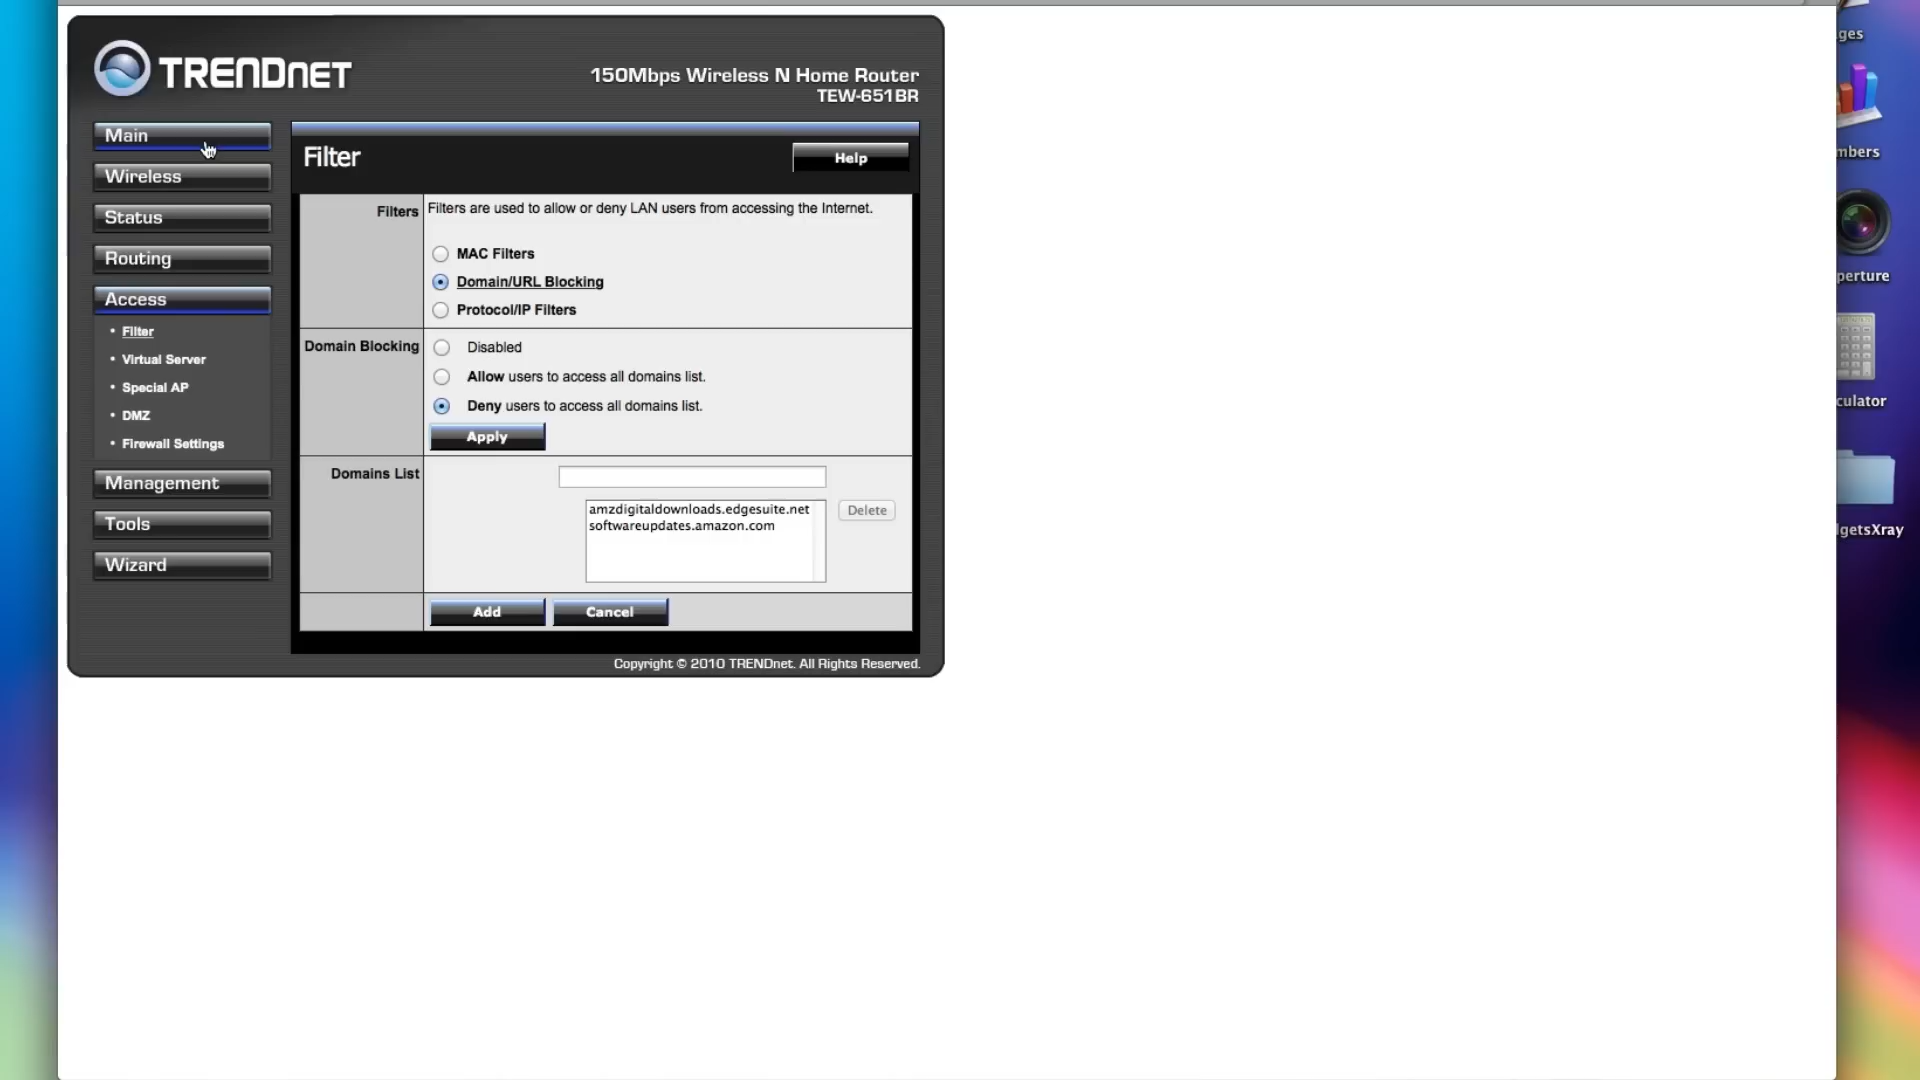 TRENDNET
150Mbps Wireless N Home Router
TEW-651BR
Main
Wireless
Status
Routing
Access
• Filter
• Virtual Server
• Special AP
• DMZ
• Firewall Settings
Management
Tools
Wizard
Filter
Help
Filters
Filters are used to allow or deny LAN users from accessing the Internet.
MAC Filters
Domain/URL Blocking
Protocol/IP Filters
Domain Blocking
Disabled
Allow users to access all domains list.
Deny users to access all domains list.
Apply
Domains List
amzdigitaldownloads.edgesuite.net
softwareupdates.amazon.com
Delete
Add
Cancel
Copyright © 2010 TRENDnet. All Rights Reserved.
ges
mbers
perture
culator
lgetsXray